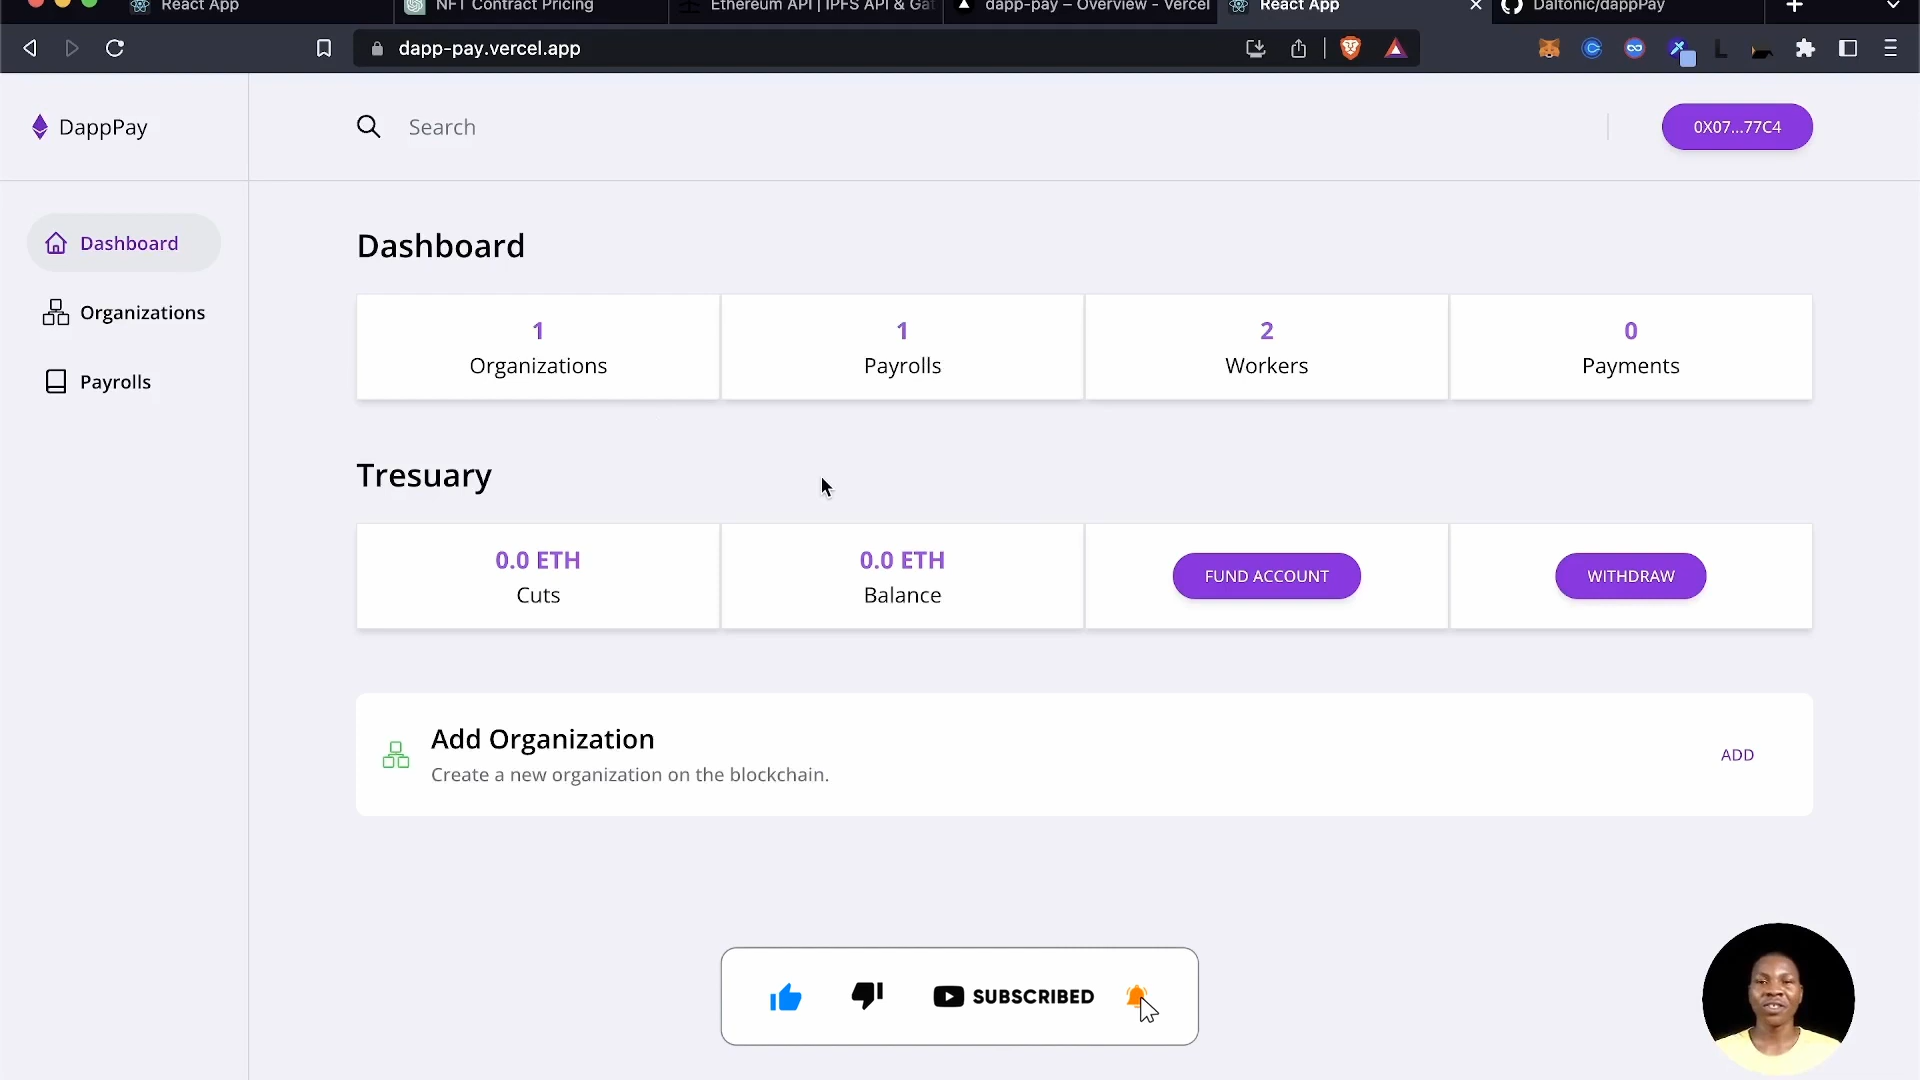 React App
NFT Contract Pricing
Ethereum API | IPFS API & Gat
dapp-pay – Overview - Vercel
React App
Daltonic/dappPay
dapp-pay.vercel.app
DappPay
Search
0X07...77C4
Dashboard
Organizations
Payrolls
Dashboard
1
Organizations
1
Payrolls
2
Workers
0
Payments
Tresuary
0.0 ETH
Cuts
0.0 ETH
Balance
FUND ACCOUNT
WITHDRAW
Add Organization
Create a new organization on the blockchain.
ADD
SUBSCRIBED